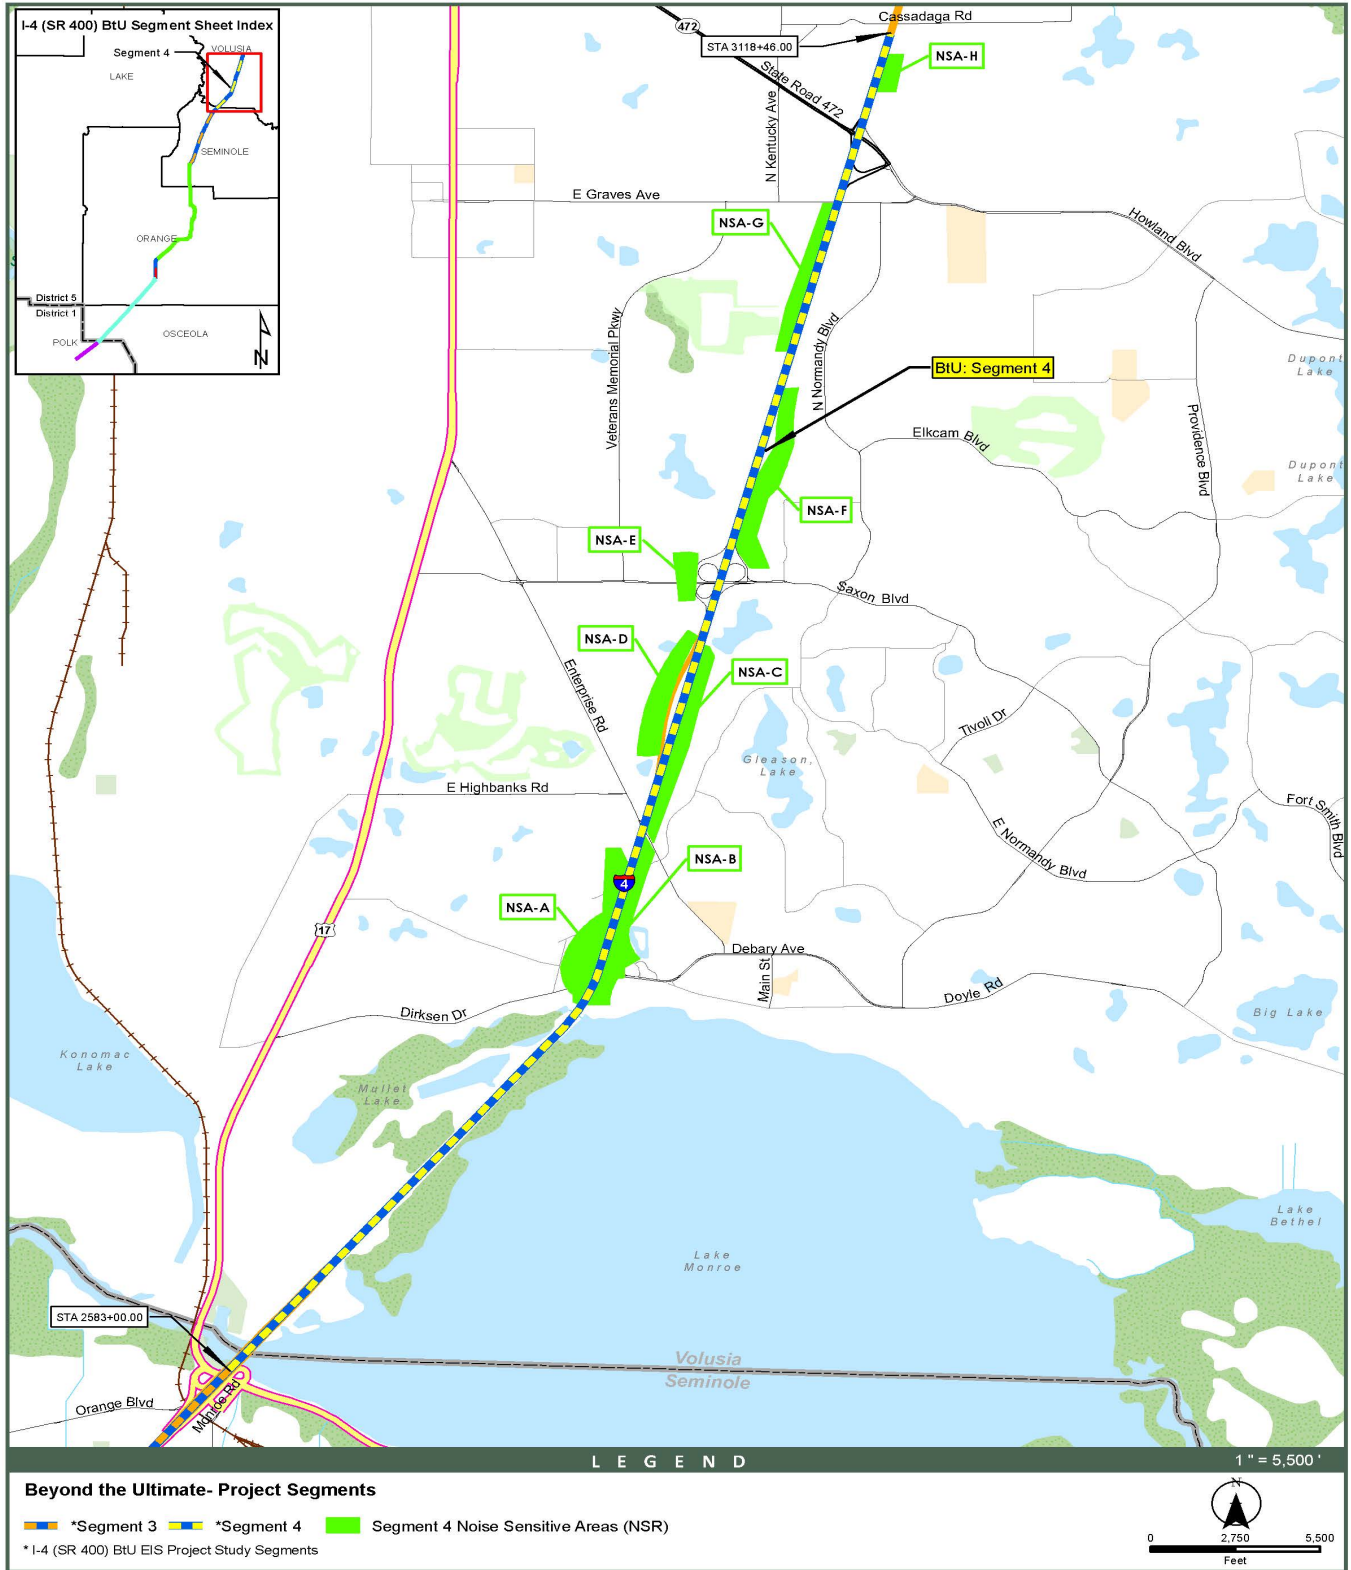 I-4 (SR 400) BtU Segment Sheet Index
Segment 4
VOLUSIA
LAKE
SEMINOLE
ORANGE
District 5
District 1
OSCEOLA
POLK
N
472
Cassadaga Rd
STA 3118+46.00
NSA-H
State Road 472
N Kentucky Ave
E Graves Ave
NSA-G
Howland Blvd
Veterans Memorial Pkwy
N Normandy Blvd
BtU: Segment 4
Dupont
Lake
Providence Blvd
Elkcam Blvd
Dupont
Lake
NSA-F
NSA-E
Saxon Blvd
NSA-D
NSA-C
Enterprise Rd
Tivoli Dr
Gleason,
Lake
E Highbanks Rd
Fort Smith Blvd
E Normandy Blvd
NSA-B
4
NSA-A
17
Debary Ave
Main St
Doyle Rd
Dirksen Dr
Big Lake
Konomac
Lake
Mullet
Lake
Lake
Bethel
Lake
Monroe
STA 2583+00.00
Volusia
Seminole
Orange Blvd
Monroe Rd
LEGEND
1 " = 5,500 '
Beyond the Ultimate- Project Segments
*Segment 3
*Segment 4
Segment 4 Noise Sensitive Areas (NSR)
* I-4 (SR 400) BtU EIS Project Study Segments
N
0 2,750 5,500
Feet